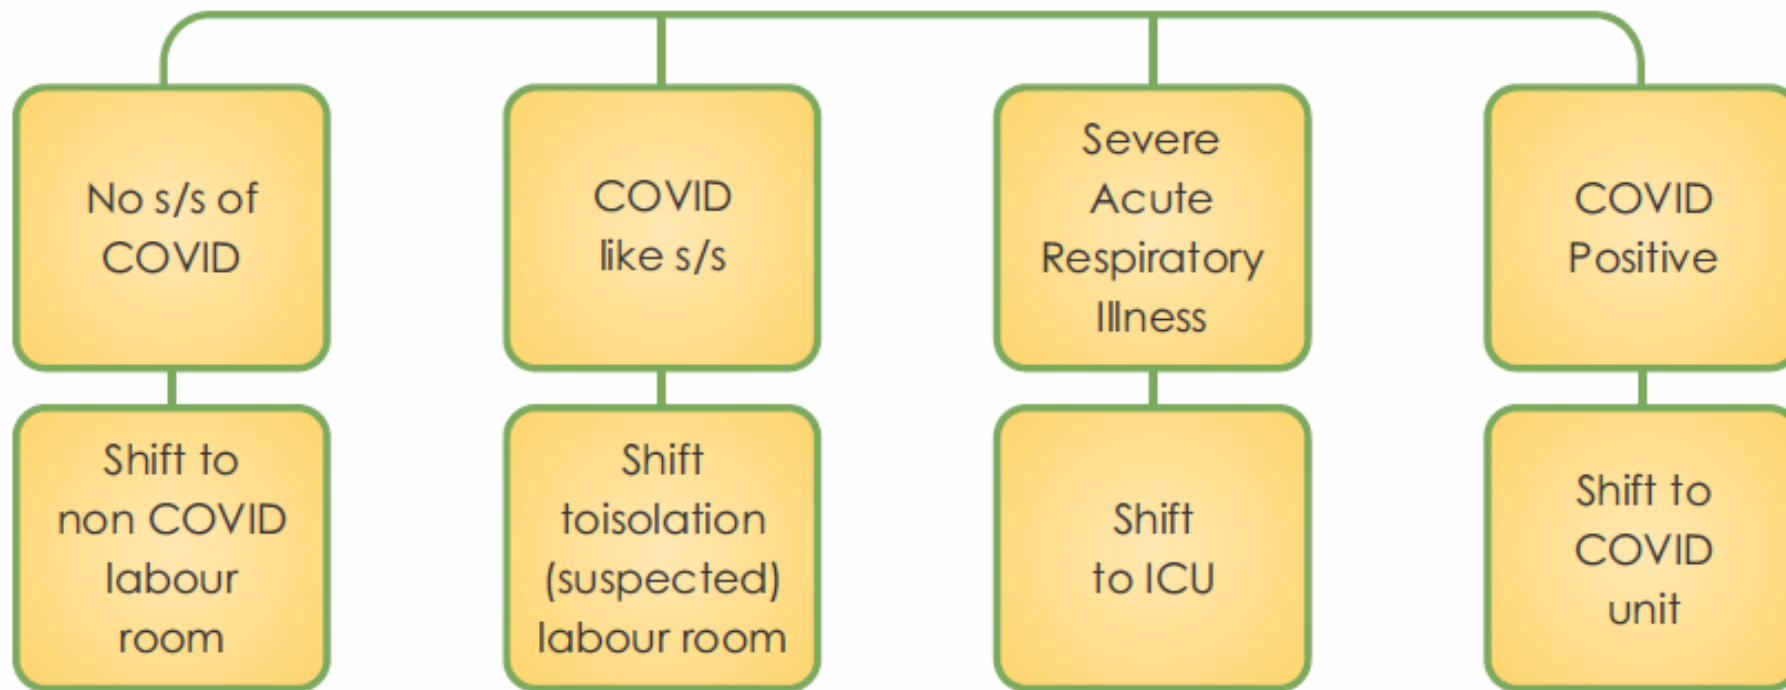 No s/s of
COVID
COVID
like s/s
Severe
Acute
Respiratory
Illness
COVID
Positive
Shift to
non COVID
labour
room
Shift
toisolation
(suspected)
labour room
Shift
to ICU
Shift to
COVID
unit